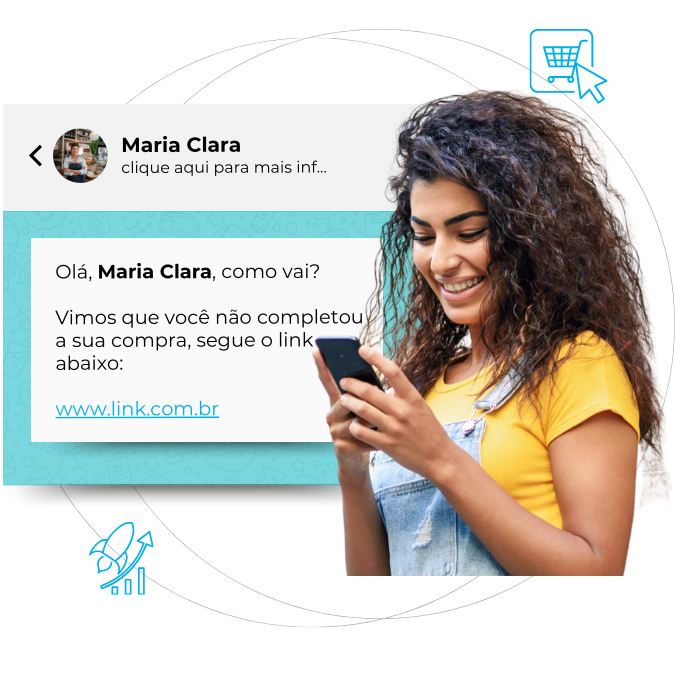 Maria Clara
clique aqui para mais inf...
Olá, Maria Clara, como vai?
Vimos que você não completou
a sua compra, segue o link
abaixo:
www.link.com.br